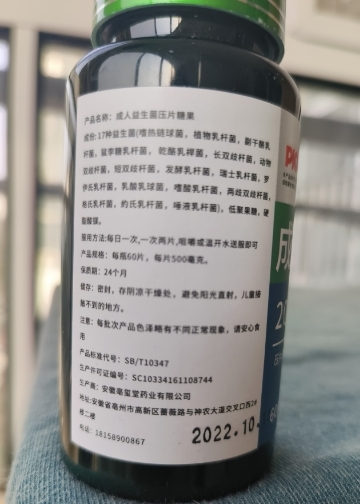 产品名称：成人益生菌压片糖果
成份:17种益生菌(嗜热链球菌，植物乳杆菌，副干酪乳
杆菌，鼠李糖乳杆菌，乾酪乳桿菌，长双歧杆菌，动物
双歧杆菌，短双歧杆菌，发酵乳杆菌，瑞士乳杆菌，罗
伊氏乳杆菌，乳酸乳球菌，嗜酸乳杆菌，两歧双歧杆菌，
格氏乳杆菌，约氏乳杆菌，唾液乳杆菌)，低聚果糖，硬
脂酸镁。
服用方法:每日一次,一次两片,咀嚼或温开水送服即可
产品规格：每瓶60片，每片500毫克。
保质期：24个月
储存：密封，存阴凉干燥处，避免阳光直射，儿童接
触不到的地方。
注：每批次产品色泽略有不同正常现象，请安心食
用
产品标准代号：SB/T10347
生产许可证编号：SC10334161108744
生产商：安徽亳玺堂药业有限公司
地址:安徽省亳州市高新区蔷薇路与神农大道交叉口西2#
楼二楼
电话：18158900867
2022.10.
成
20
60